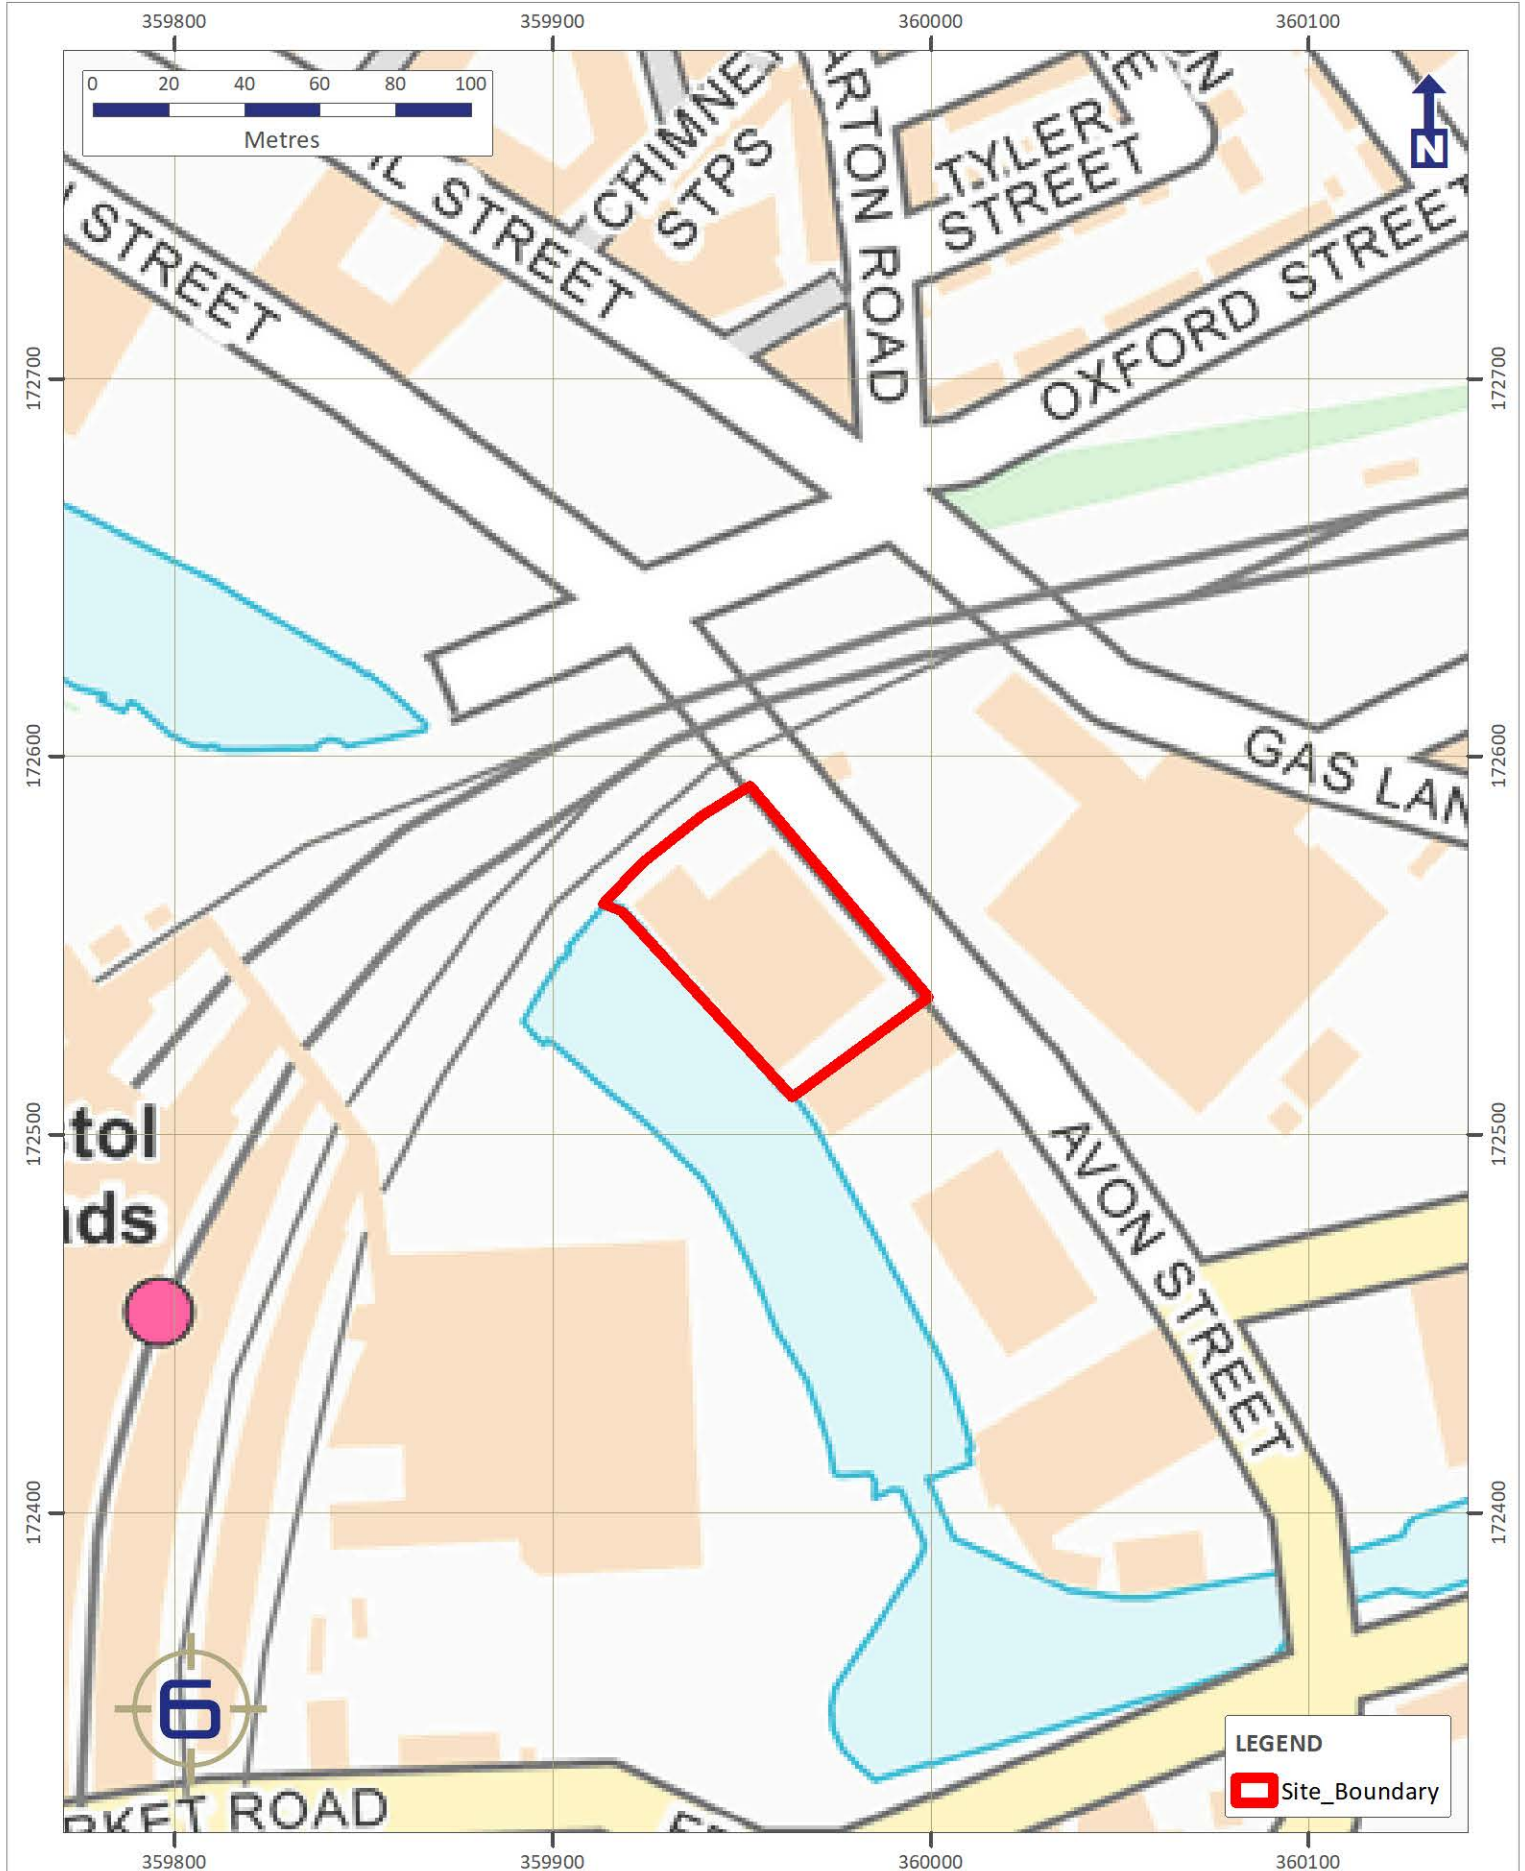 359800 359900 360000 360100
0 20 40 60 80 100
Metres
N
CHIMNEY
STPS
ARTON ROAD
TYLER
STREET
IL STREET
STREET
OXFORD STREET
172700 172700
172600 172600
GAS LAN
172500 172500
tol
nds
AVON STREET
172400 172400
6
LEGEND
Site_Boundary
RKET ROAD
359800 359900 360000 360100